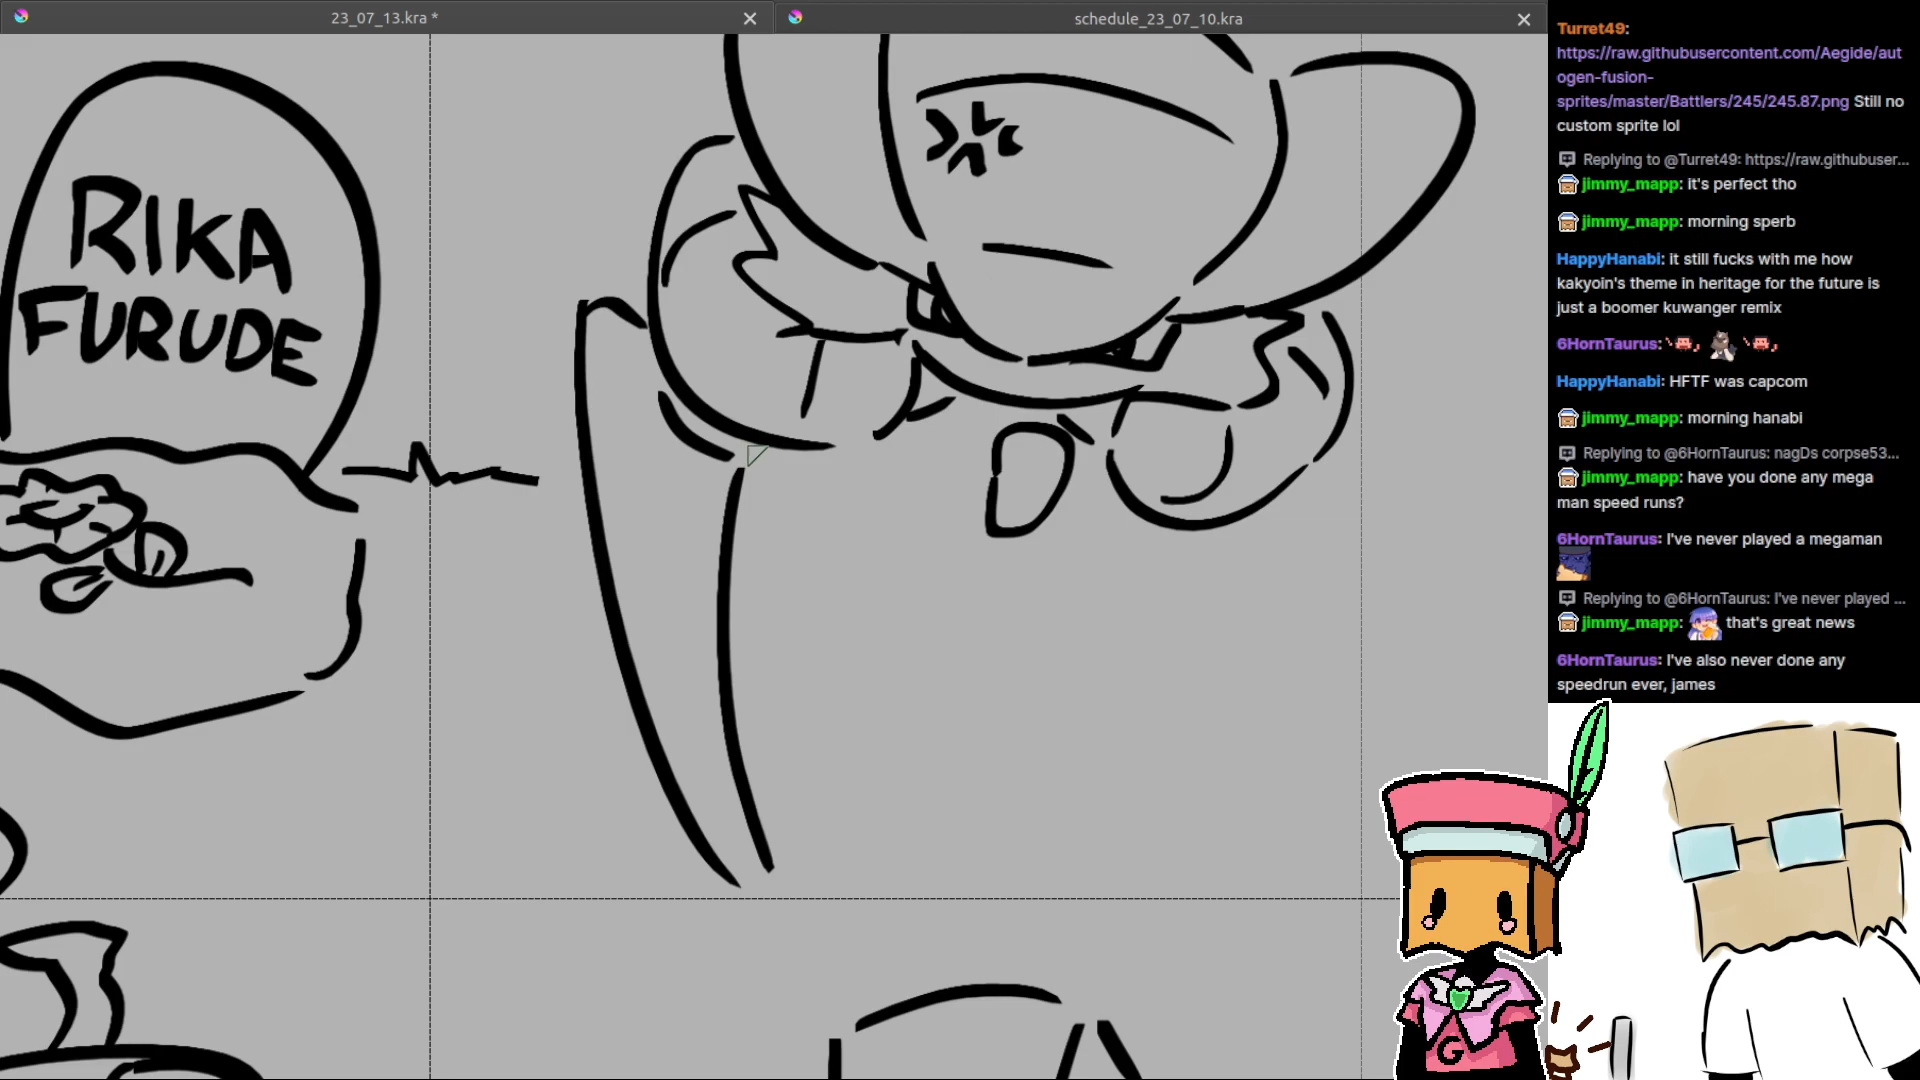 23_07_13.kra *
schedule_23_07_10.kra
RIKA
FURUDE
Turret49:
https://raw.githubusercontent.com/Aegide/aut
ogen-fusion-
sprites/master/Battlers/245/245.87.png Still no
custom sprite lol
Replying to @Turret49: https://raw.githubuser...
jimmy_mapp: it's perfect tho
jimmy_mapp: morning sperb
HappyHanabi: it still fucks with me how
kakyoin's theme in heritage for the future is
just a boomer kuwanger remix
6HornTaurus:
HappyHanabi: HFTF was capcom
jimmy_mapp: morning hanabi
Replying to @6HornTaurus: nagDs corpse53...
jimmy_mapp: have you done any mega
man speed runs?
6HornTaurus: I've never played a megaman
Replying to @6HornTaurus: I've never played ...
jimmy_mapp: that's great news
6HornTaurus: I've also never done any
speedrun ever, james
G